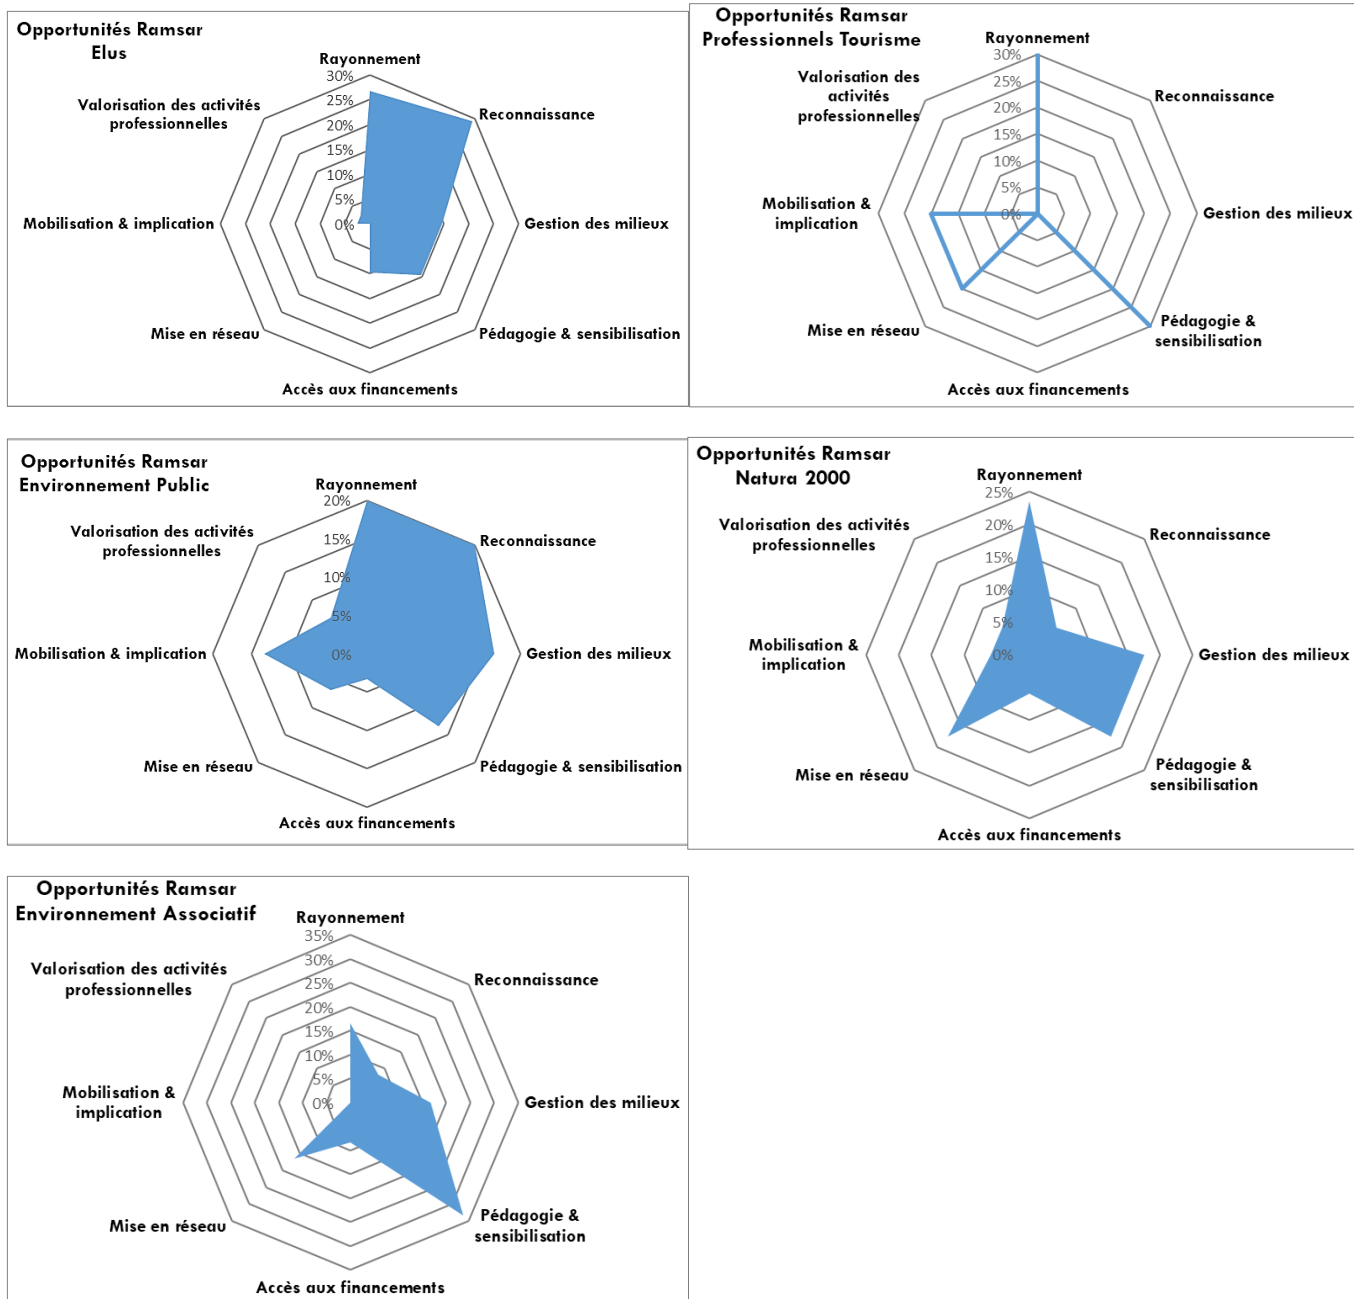 Opportunités Ramsar
Elus
Rayonnement
30%
25%
20%
15%
10%
5%
0%
Reconnaissance
Gestion des milieux
Pédagogie & sensibilisation
Accès aux financements
Mise en réseau
Mobilisation & implication
Valorisation des activités
professionnelles
Opportunités Ramsar
Professionnels Tourisme
Rayonnement
30%
25%
20%
15%
10%
5%
0%
Reconnaissance
Gestion des milieux
Pédagogie &
sensibilisation
Accès aux financements
Mise en réseau
Mobilisation &
implication
Valorisation des
activités
professionnelles
Opportunités Ramsar
Environnement Public
Rayonnement
20%
15%
10%
5%
0%
Reconnaissance
Gestion des milieux
Pédagogie & sensibilisation
Accès aux financements
Mise en réseau
Mobilisation & implication
Valorisation des activités
professionnelles
Opportunités Ramsar
Natura 2000
Rayonnement
25%
20%
15%
10%
5%
0%
Reconnaissance
Gestion des milieux
Pédagogie &
sensibilisation
Accès aux financements
Mise en réseau
Mobilisation &
implication
Valorisation des activités
professionnelles
Opportunités Ramsar
Environnement Associatif
Rayonnement
35%
30%
25%
20%
15%
10%
5%
0%
Reconnaissance
Gestion des milieux
Pédagogie &
sensibilisation
Accès aux financements
Mise en réseau
Mobilisation &
implication
Valorisation des activités
professionnelles